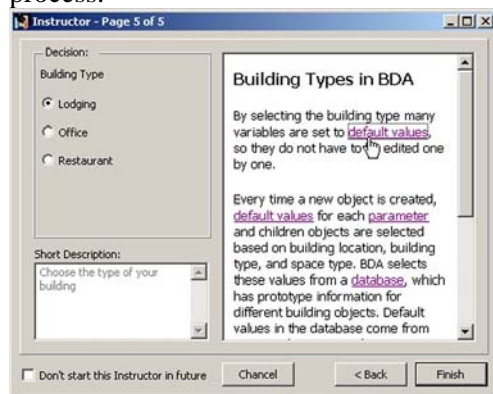 process.
Instructor - Page 5 of 5
Decision:
Building Type
Lodging
Office
Restaurant
Short Description:
Choose the type of your
building
Building Types in BDA
By selecting the building type many
variables are set to default values,
so they do not have to edited one
by one.
Every time a new object is created,
default values for each parameter
and children objects are selected
based on building location, building
type, and space type. BDA selects
these values from a database, which
has prototype information for
different building objects. Default
values in the database come from
Don't start this Instructor in future
Chancel
< Back
Finish